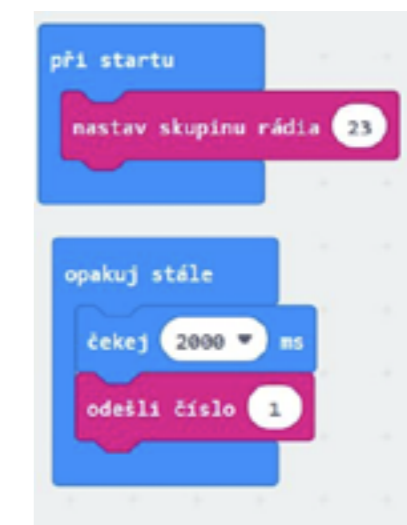 při startu
nastav skupinu rádia 23
opakuj stále
čekej 2000 ms
odešli číslo 1